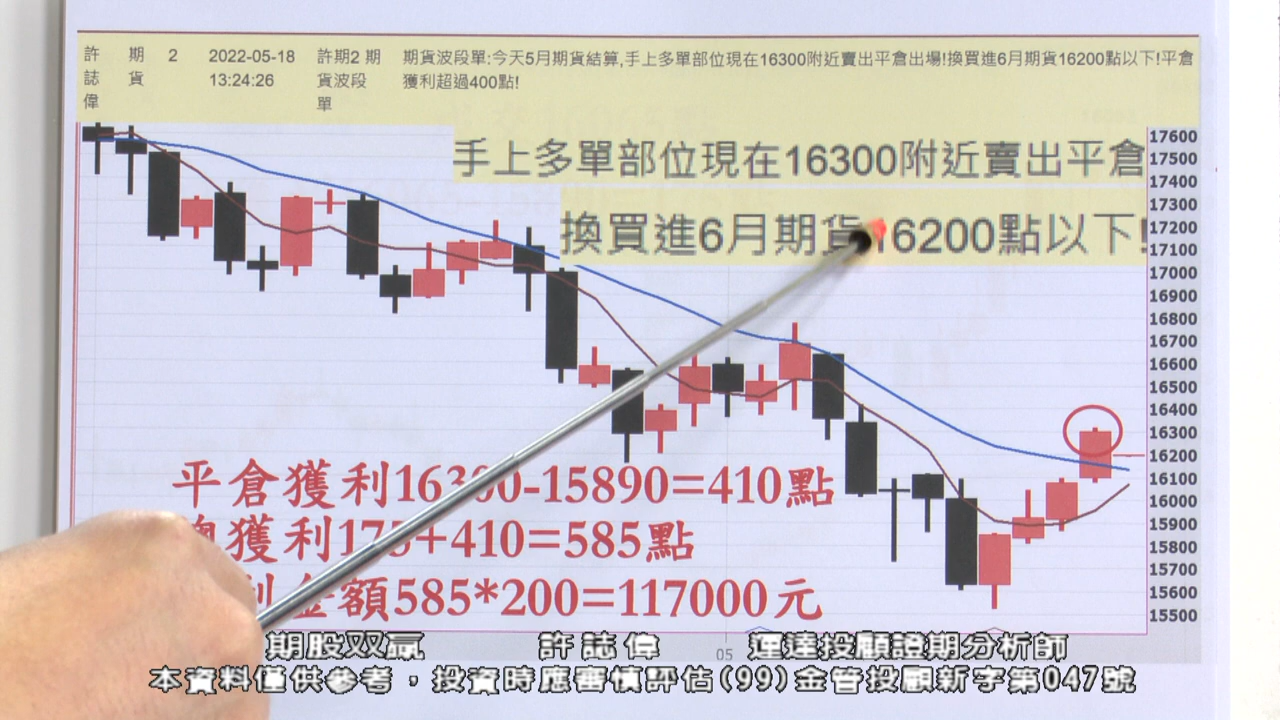 許誌偉 期貨 2 2022-05-18 13:24:26 許期2 期貨波段單 期貨波段單:今天5月期貨結算,手上多單部位現在16300附近賣出平倉出場!換買進6月期貨16200點以下!平倉獲利超過400點!
手上多單部位現在16300附近賣出平倉
換買進6月期貨16200點以下!
17600
17500
17400
17300
17200
17100
17000
16900
16800
16700
16600
16500
16400
16300
16200
16100
16000
15900
15800
15700
15600
15500
平倉獲利16300-15890=410點
獲利175+410=585點
金額585*200=117000元
05
期股双贏 許誌偉 運達投顧證期分析師
本資料僅供參考，投資時應審慎評估(99)金管投顧新字第047號